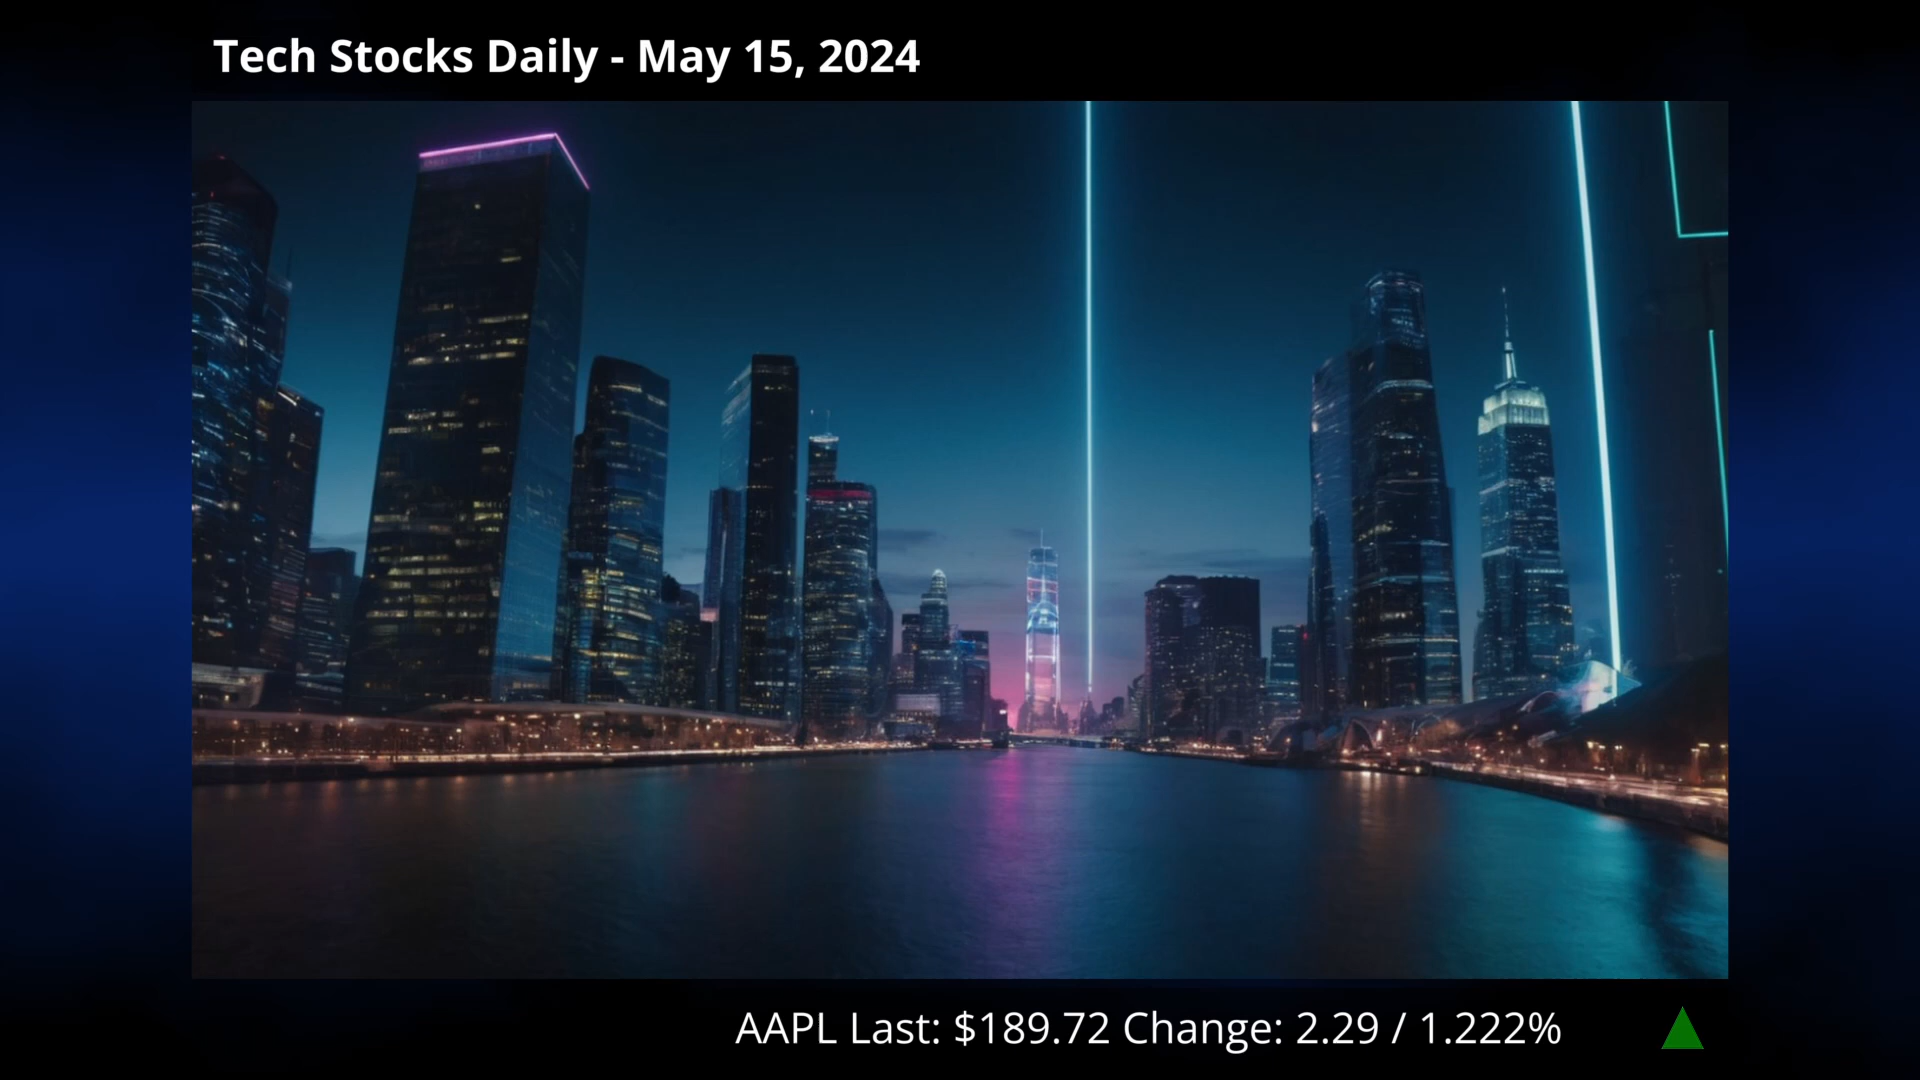 Tech Stocks Daily - May 15, 2024
AAPL Last: $189.72 Change: 2.29 / 1.222%